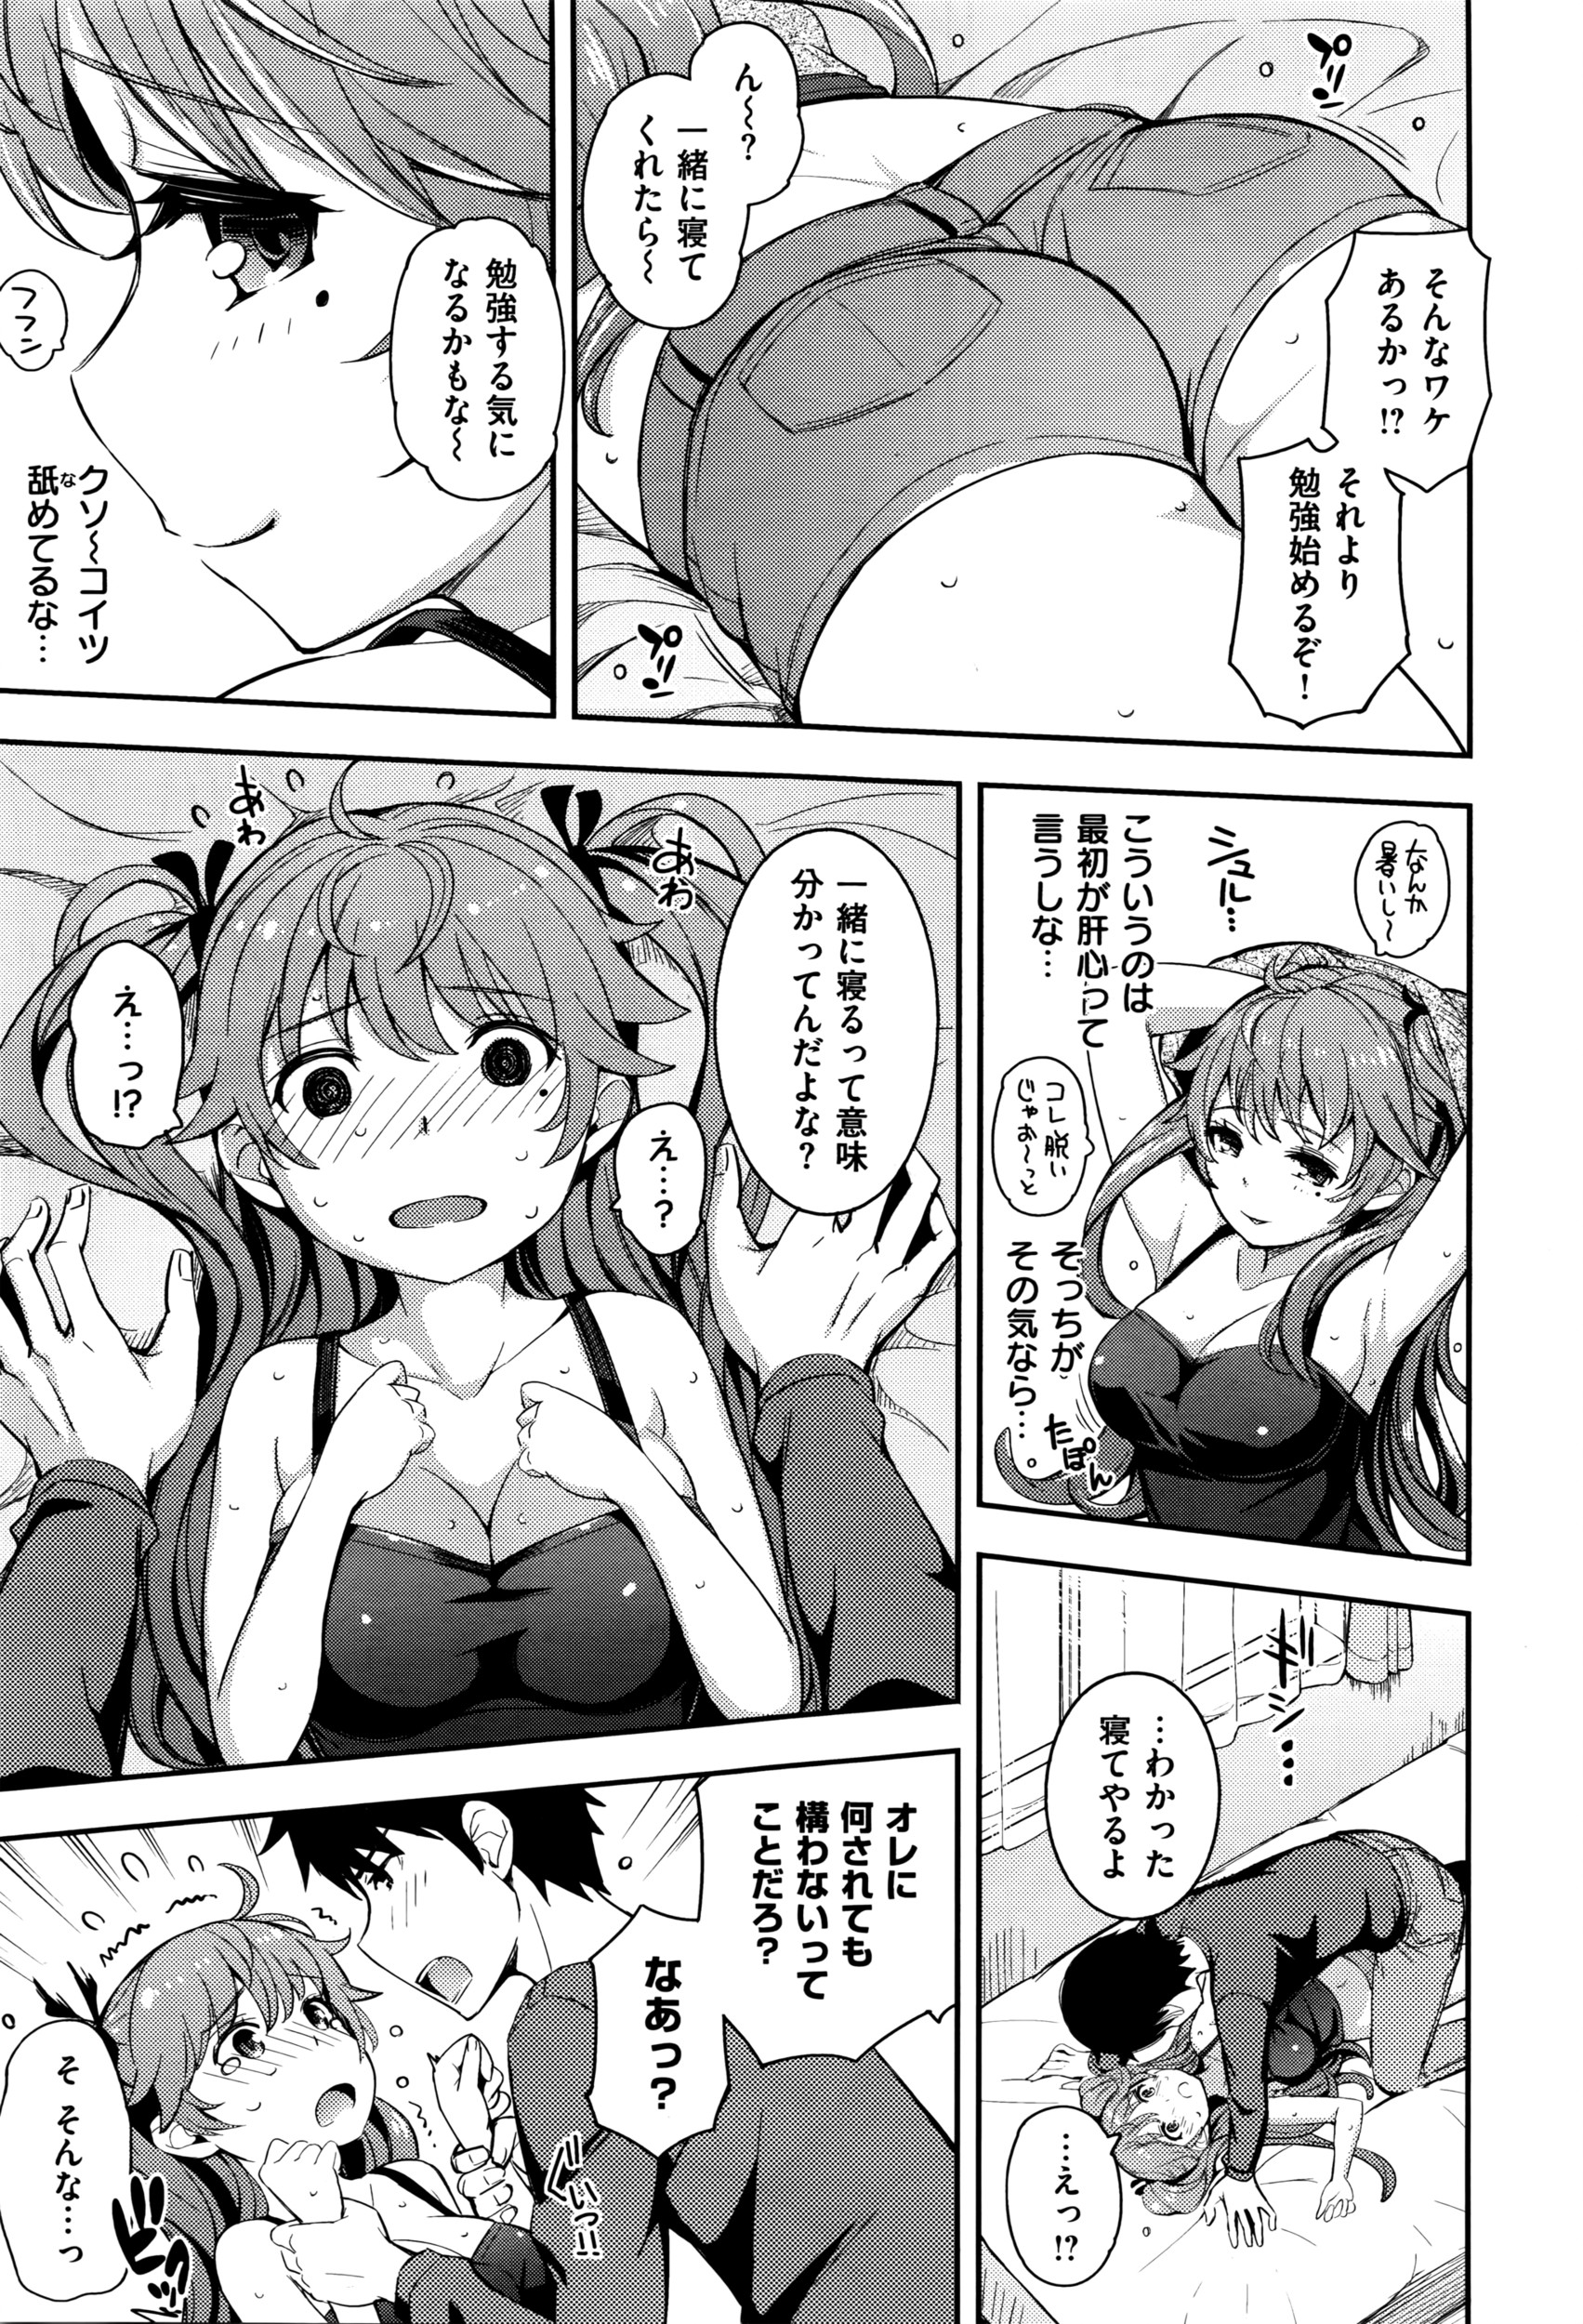 プリン
そんなワケ
あるかっ!?
それより
勉強始めるぞ!
ん〜?
一緒に寝て
くれたら〜
プリン
勉強する気に
なるかもな〜
フフン
クソ〜コイツ
舐めてるな…
な
なんか
暑いし〜
シュル…
こういうのは
最初が肝心って
言うしな…
コレ脱い
じゃお〜っと
そっちが
その気なら…。
たぽん
ギシ…
…わかった
寝てやるよ
…えっ!?
一緒に寝るって意味
分かってんだよな?
え…?
あわ
あわ
え…っ!?
オレに
何されても
構わないって
ことだろ?
なあっ?
ぐいっ!!
そ そんな…っ
ドキッ